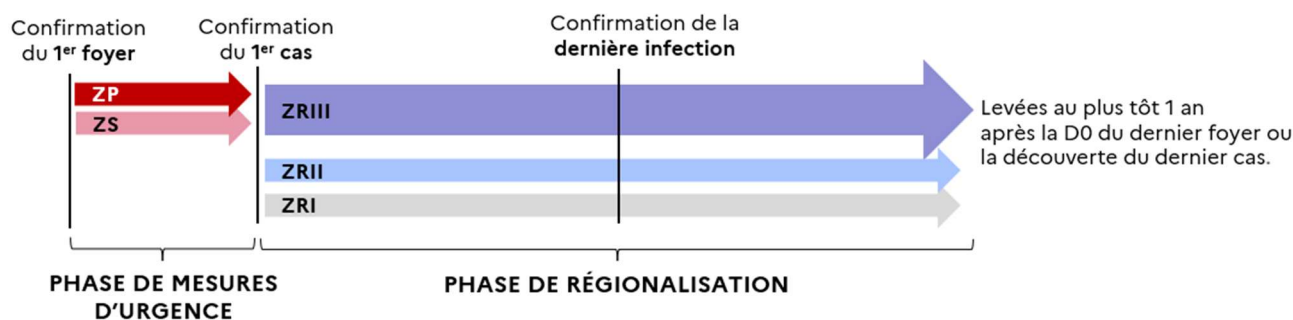 Confirmation
du 1er foyer
Confirmation
du 1er cas
Confirmation de la
dernière infection
ZP
ZS
ZRIII
ZRII
ZRI
Levées au plus tôt 1 an
après la D0 du dernier foyer ou
la découverte du dernier cas.
PHASE DE MESURES
D’URGENCE
PHASE DE RÉGIONALISATION